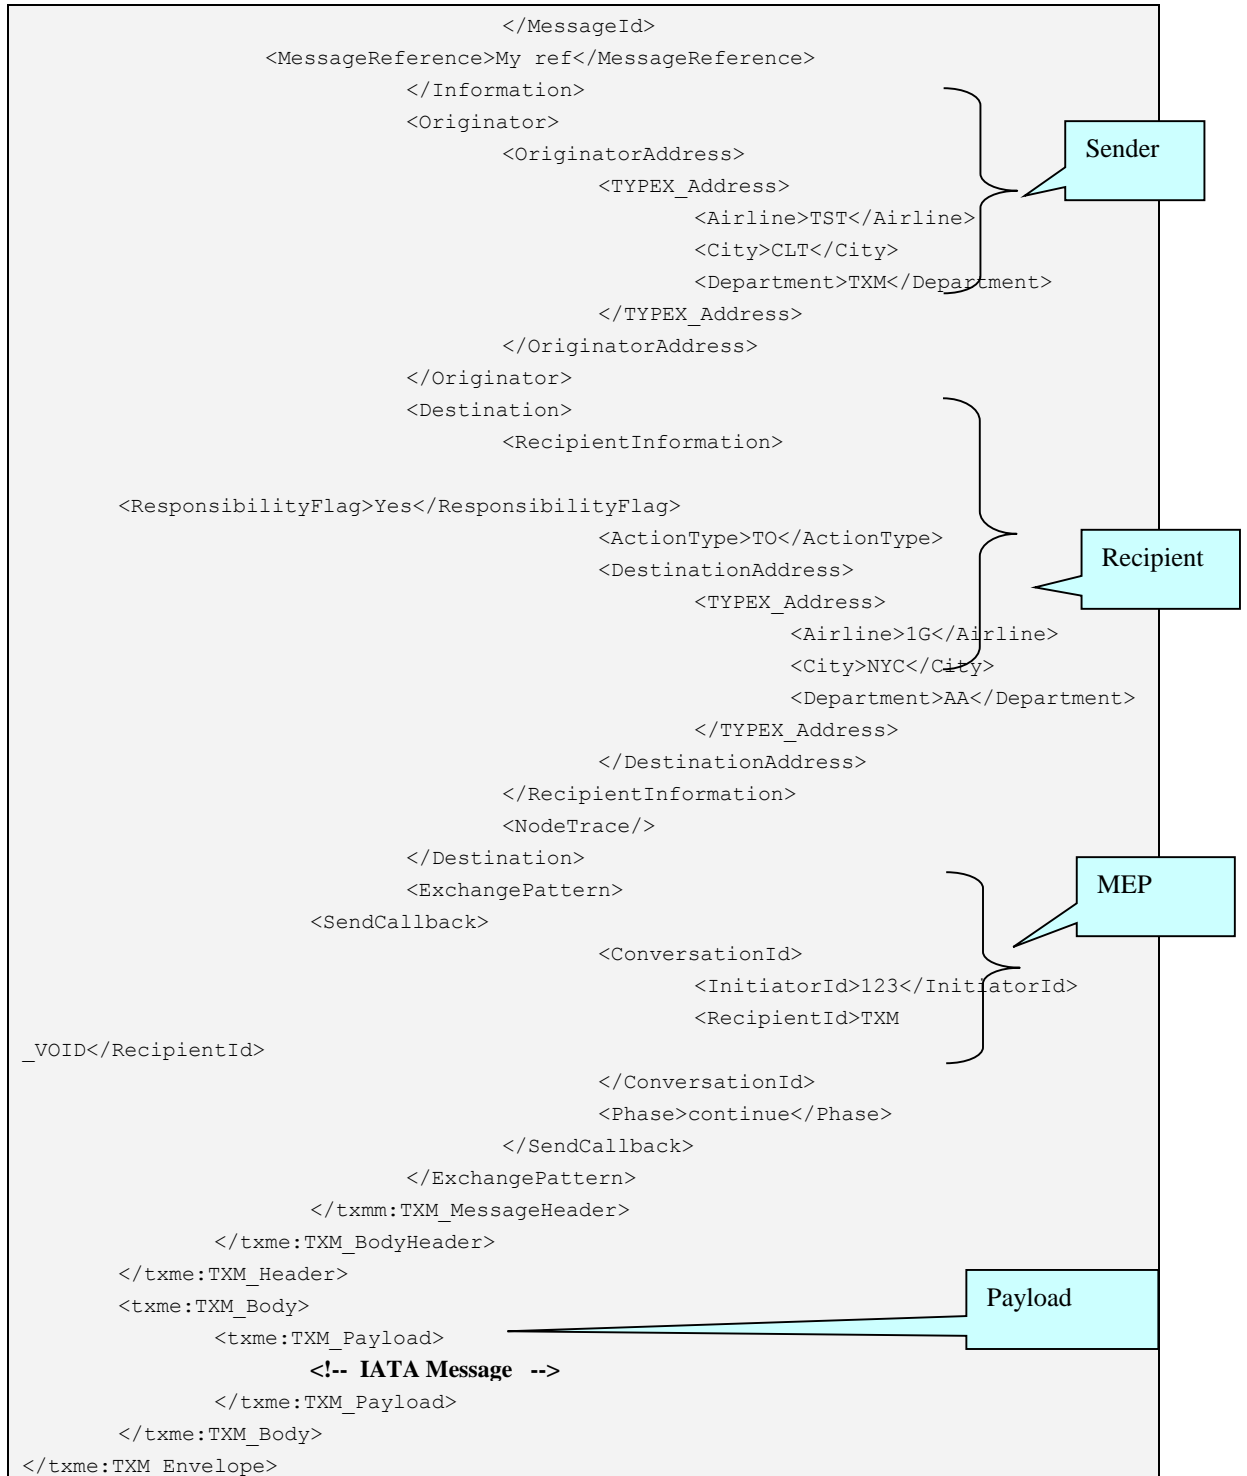 </MessageId>
<MessageReference>My ref</MessageReference>
</Information>
<Originator>
<OriginatorAddress>
Sender
<TYPEX_Address>
<Airline>TST</Airline>
<City>CLT</City>
<Department>TXM</Department>
</TYPEX_Address>
</OriginatorAddress>
</Originator>
<Destination>
<RecipientInformation>
<ResponsibilityFlag>Yes</ResponsibilityFlag>
<ActionType>TO</ActionType>
Recipient
<DestinationAddress>
<TYPEX_Address>
<Airline>1G</Airline>
<City>NYC</City>
<Department>AA</Department>
</TYPEX_Address>
</DestinationAddress>
</RecipientInformation>
<NodeTrace/>
</Destination>
MEP
<ExchangePattern>
<SendCallback>
<ConversationId>
<InitiatorId>123</InitiatorId>
<RecipientId>TXM
_VOID</RecipientId>
</ConversationId>
<Phase>continue</Phase>
</SendCallback>
</ExchangePattern>
</txmm:TXM_MessageHeader>
</txme:TXM_BodyHeader>
</txme:TXM_Header>
Payload
<txme:TXM_Body>
<txme:TXM_Payload>
<!-- IATA Message -->
</txme:TXM_Payload>
</txme:TXM_Body>
</txme:TXM Envelope>